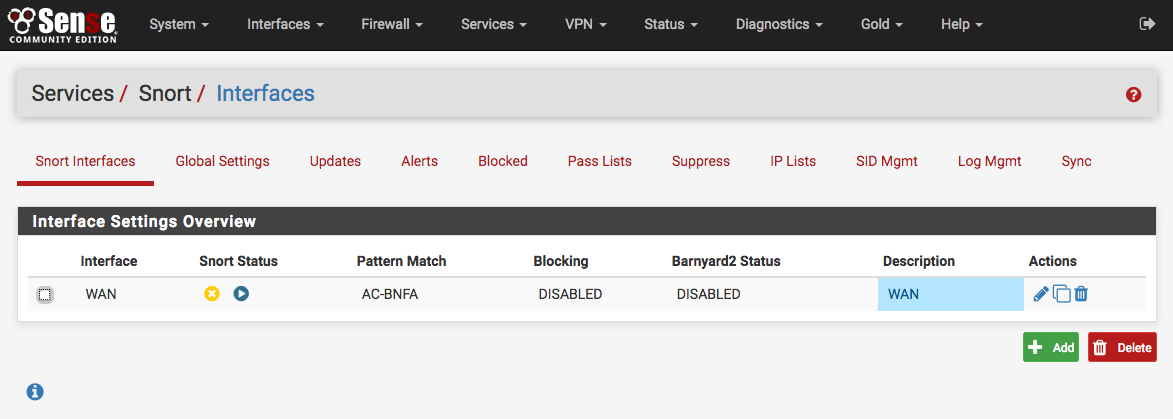 Sense
COMMUNITY EDITION
System Interfaces Firewall Services VPN Status Diagnostics Gold Help
Services / Snort / Interfaces
Snort Interfaces Global Settings Updates Alerts Blocked Pass Lists Suppress IP Lists SID Mgmt Log Mgmt Sync
Interface Settings Overview
Interface Snort Status Pattern Match Blocking Barnyard2 Status Description Actions
WAN AC-BNFA DISABLED DISABLED WAN
Add Delete